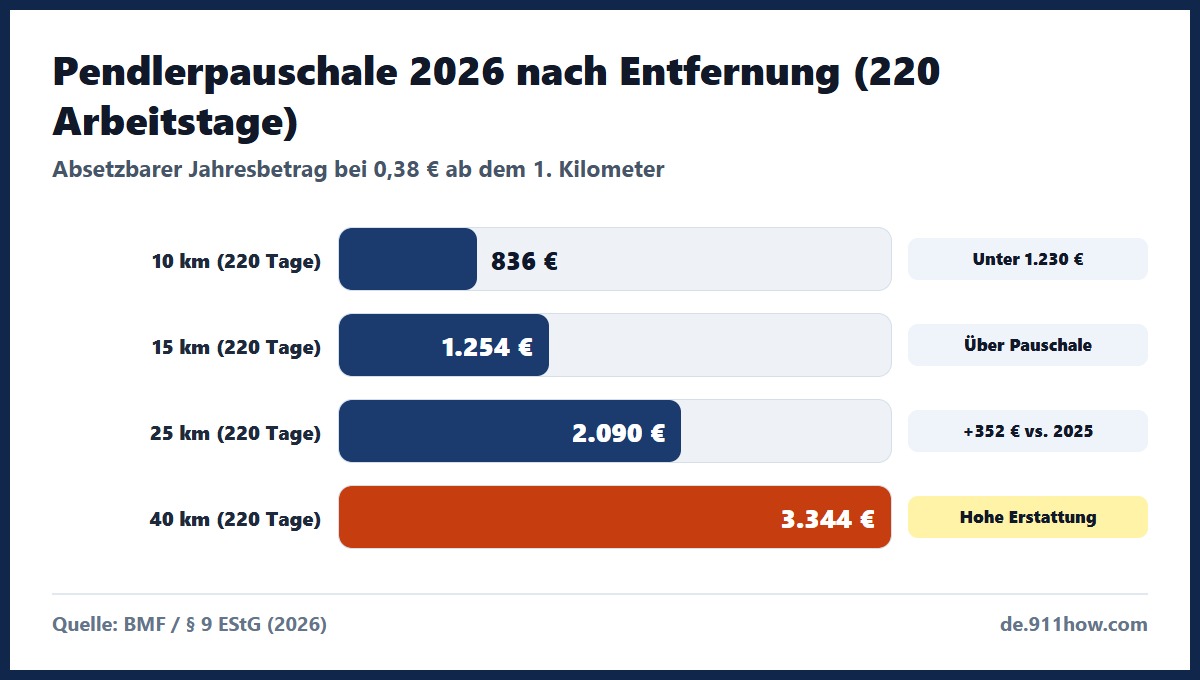 Pendlerpauschale 2026 nach Entfernung (220
Arbeitstage)
Absetzbarer Jahresbetrag bei 0,38 € ab dem 1. Kilometer
10 km (220 Tage) 836 € Unter 1.230 €
15 km (220 Tage) 1.254 € Über Pauschale
25 km (220 Tage) 2.090 € +352 € vs. 2025
40 km (220 Tage) 3.344 € Hohe Erstattung
Quelle: BMF / § 9 EStG (2026) de.911how.com